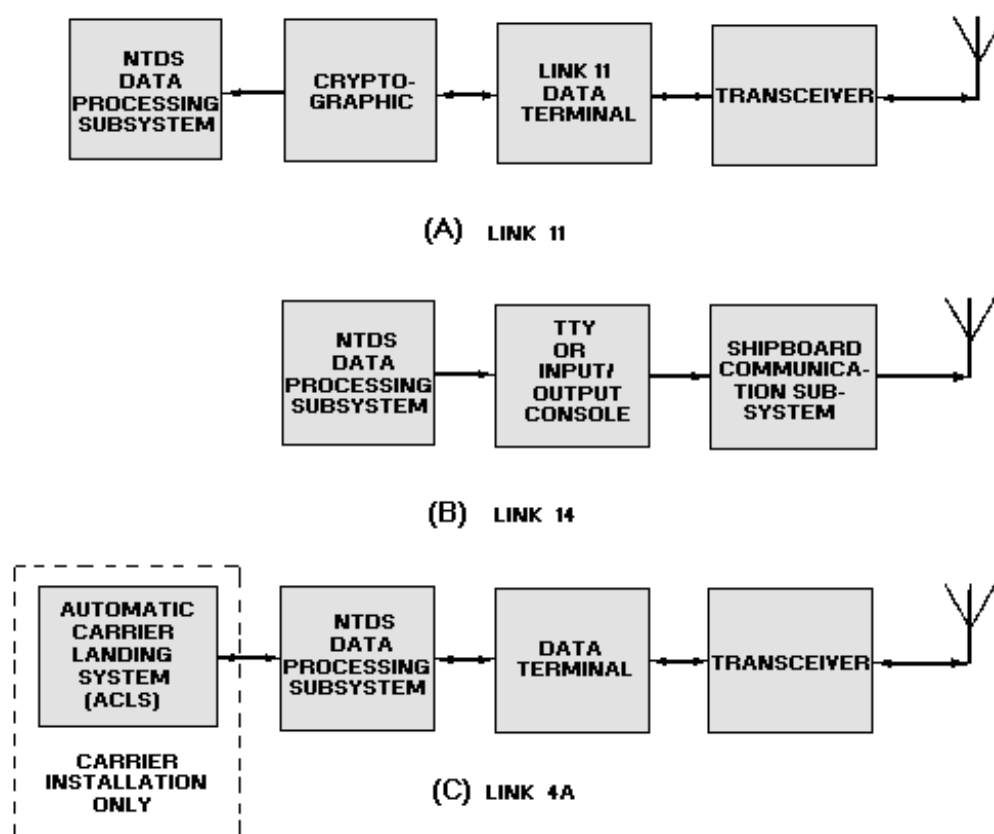 NTDS
DATA
PROCESSING
SUBSYSTEM
CRYPTO-
GRAPHIC
LINK 11
DATA
TERMINAL
TRANSCEIVER
(A) LINK 11
NTDS
DATA
PROCESSING
SUBSYSTEM
TTY
OR
INPUT/
OUTPUT
CONSOLE
SHIPBOARD
COMMUNICA-
TION SUB-
SYSTEM
(B) LINK 14
AUTOMATIC
CARRIER
LANDING
SYSTEM
(ACLS)
CARRIER
INSTALLATION
ONLY
NTDS
DATA
PROCESSING
SUBSYSTEM
DATA
TERMINAL
TRANSCEIVER
(C) LINK 4A